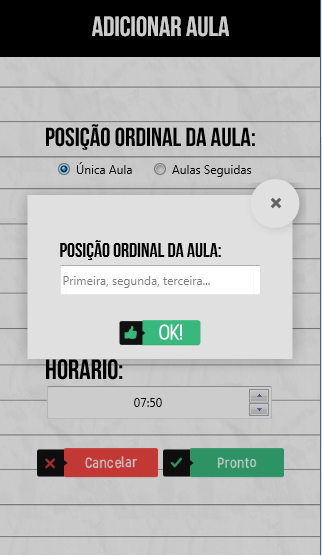 ADICIONAR AULA
POSIÇÃO ORDINAL DA AULA:
Única Aula Aulas Seguidas
POSIÇÃO ORDINAL DA AULA:
Primeira, segunda, terceira...
OK!
HORARIO:
07:50
Cancelar Pronto